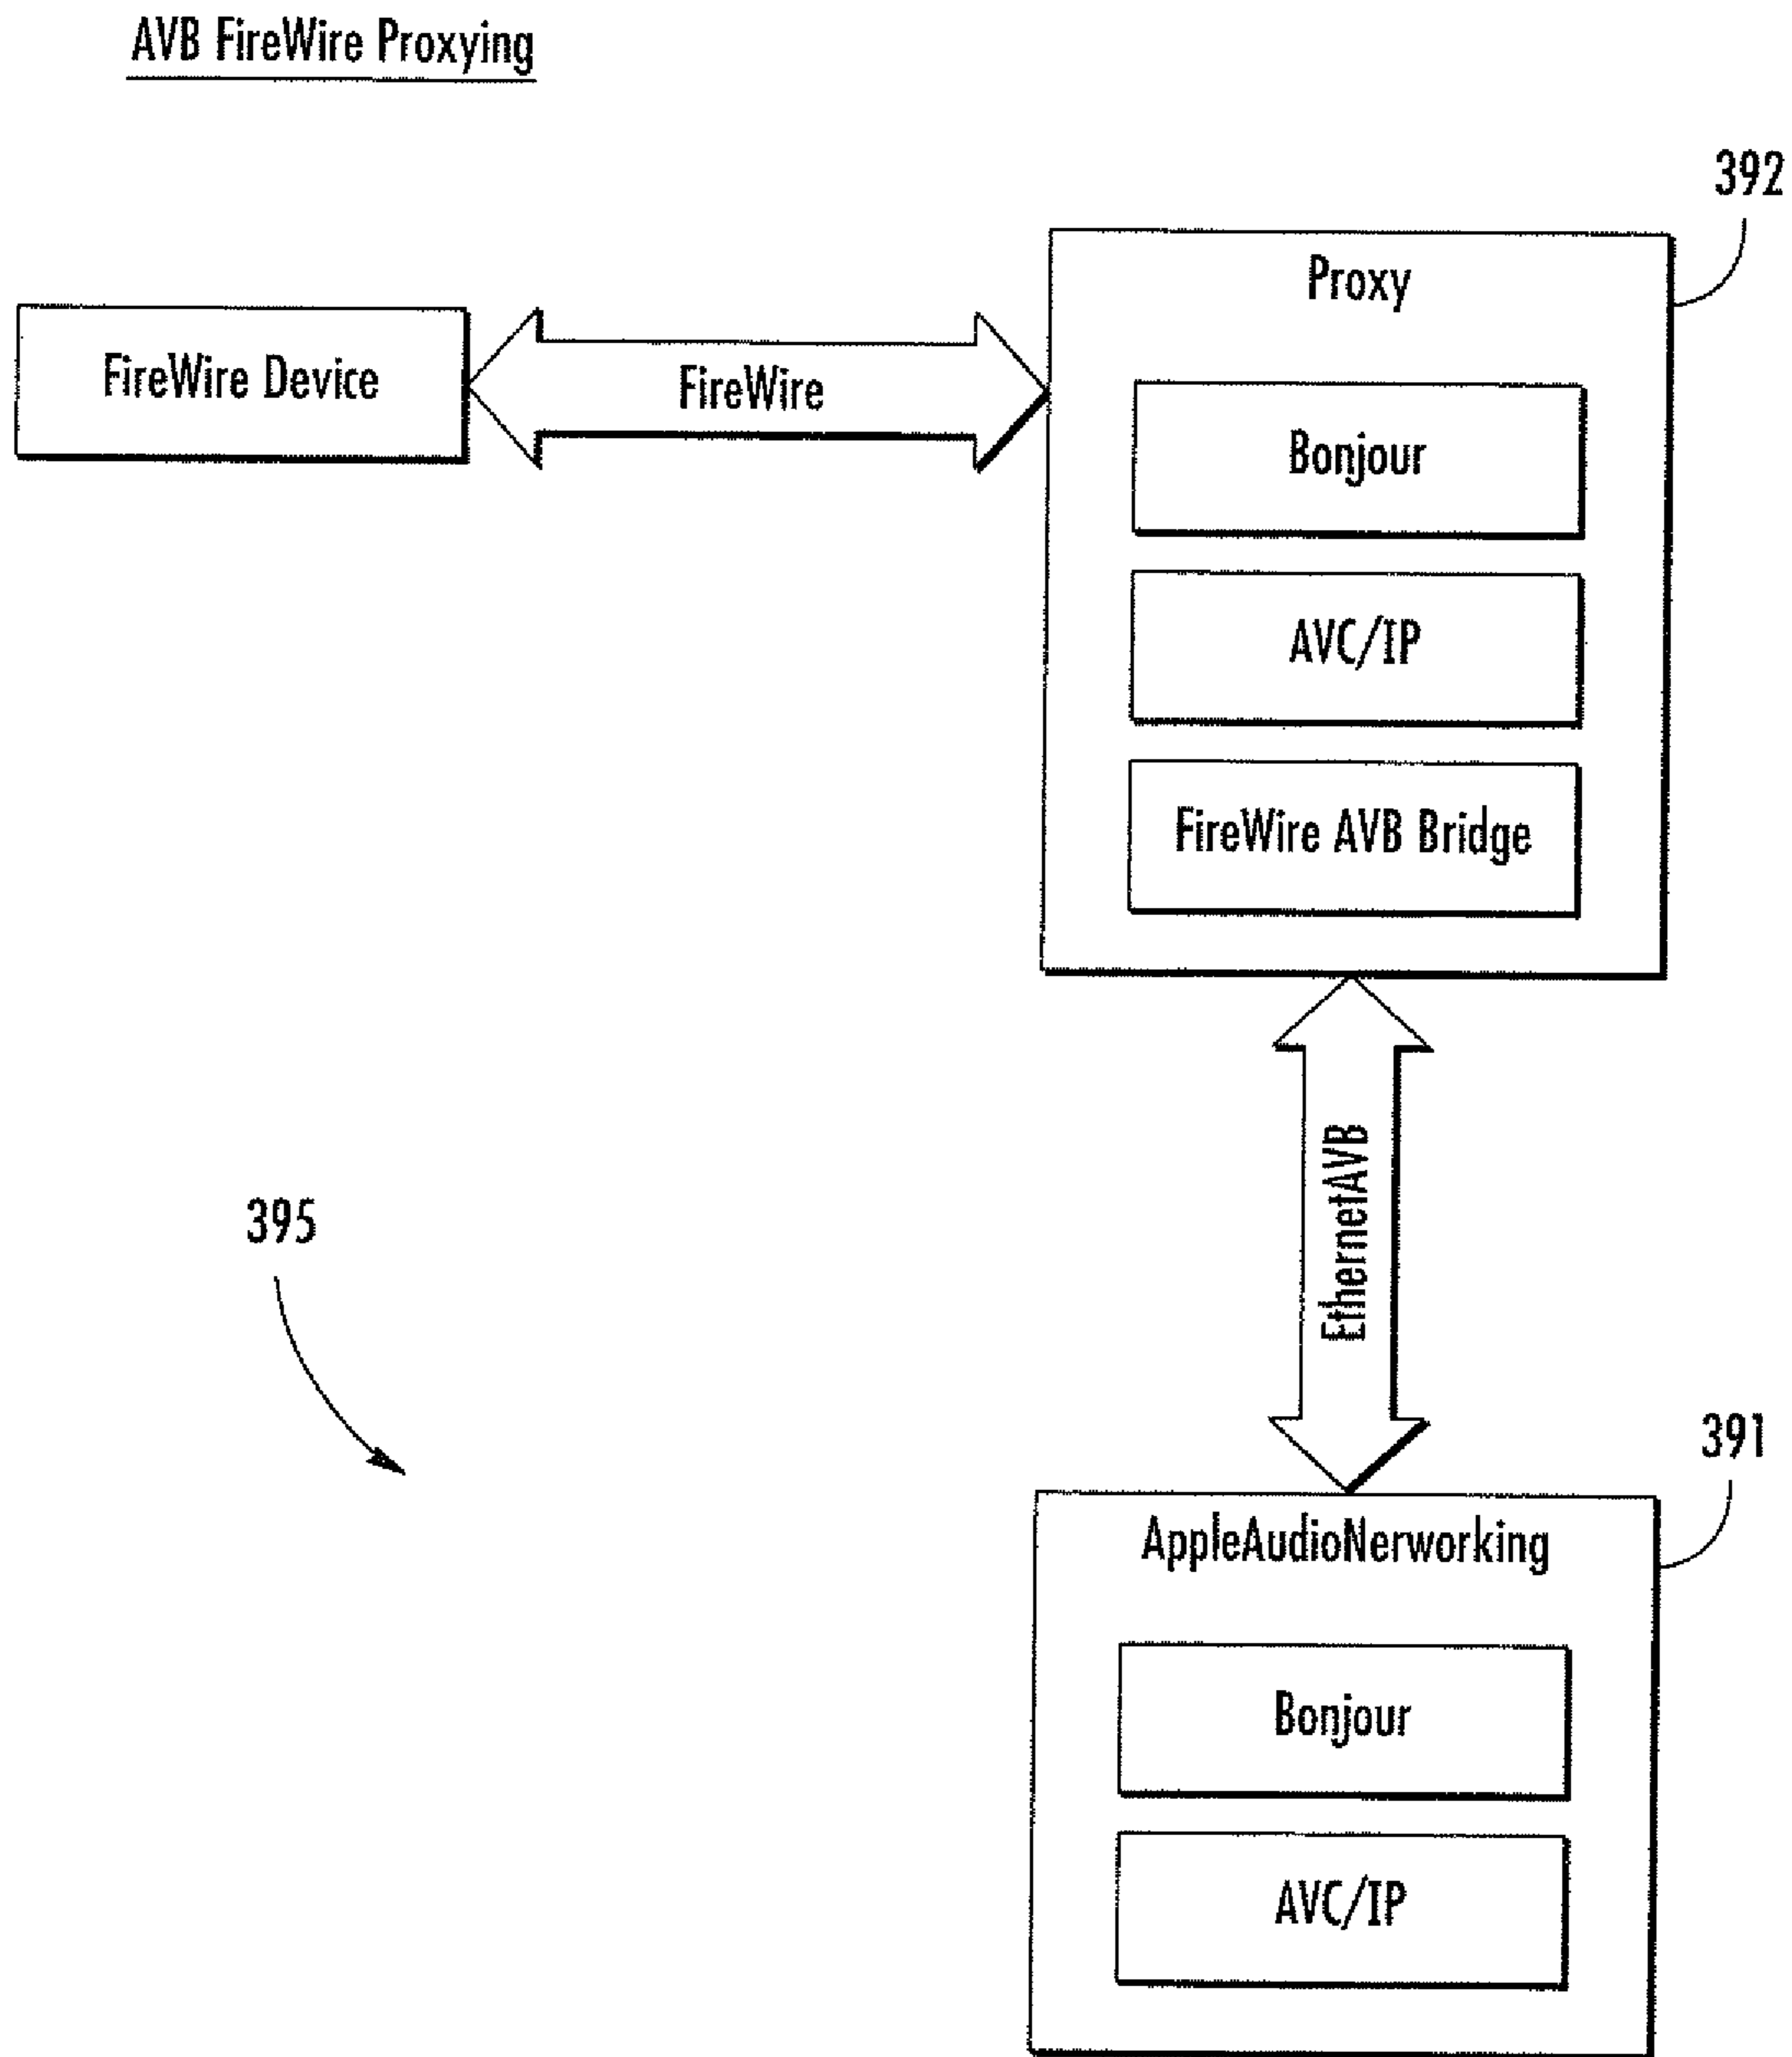 AVB FireWire Proxying
392
Proxy
FireWire Device
FireWire
Bonjour
AVC/IP
FireWire AVB Bridge
EthernetAVB
395
391
AppleAudioNerworking
Bonjour
AVC/IP